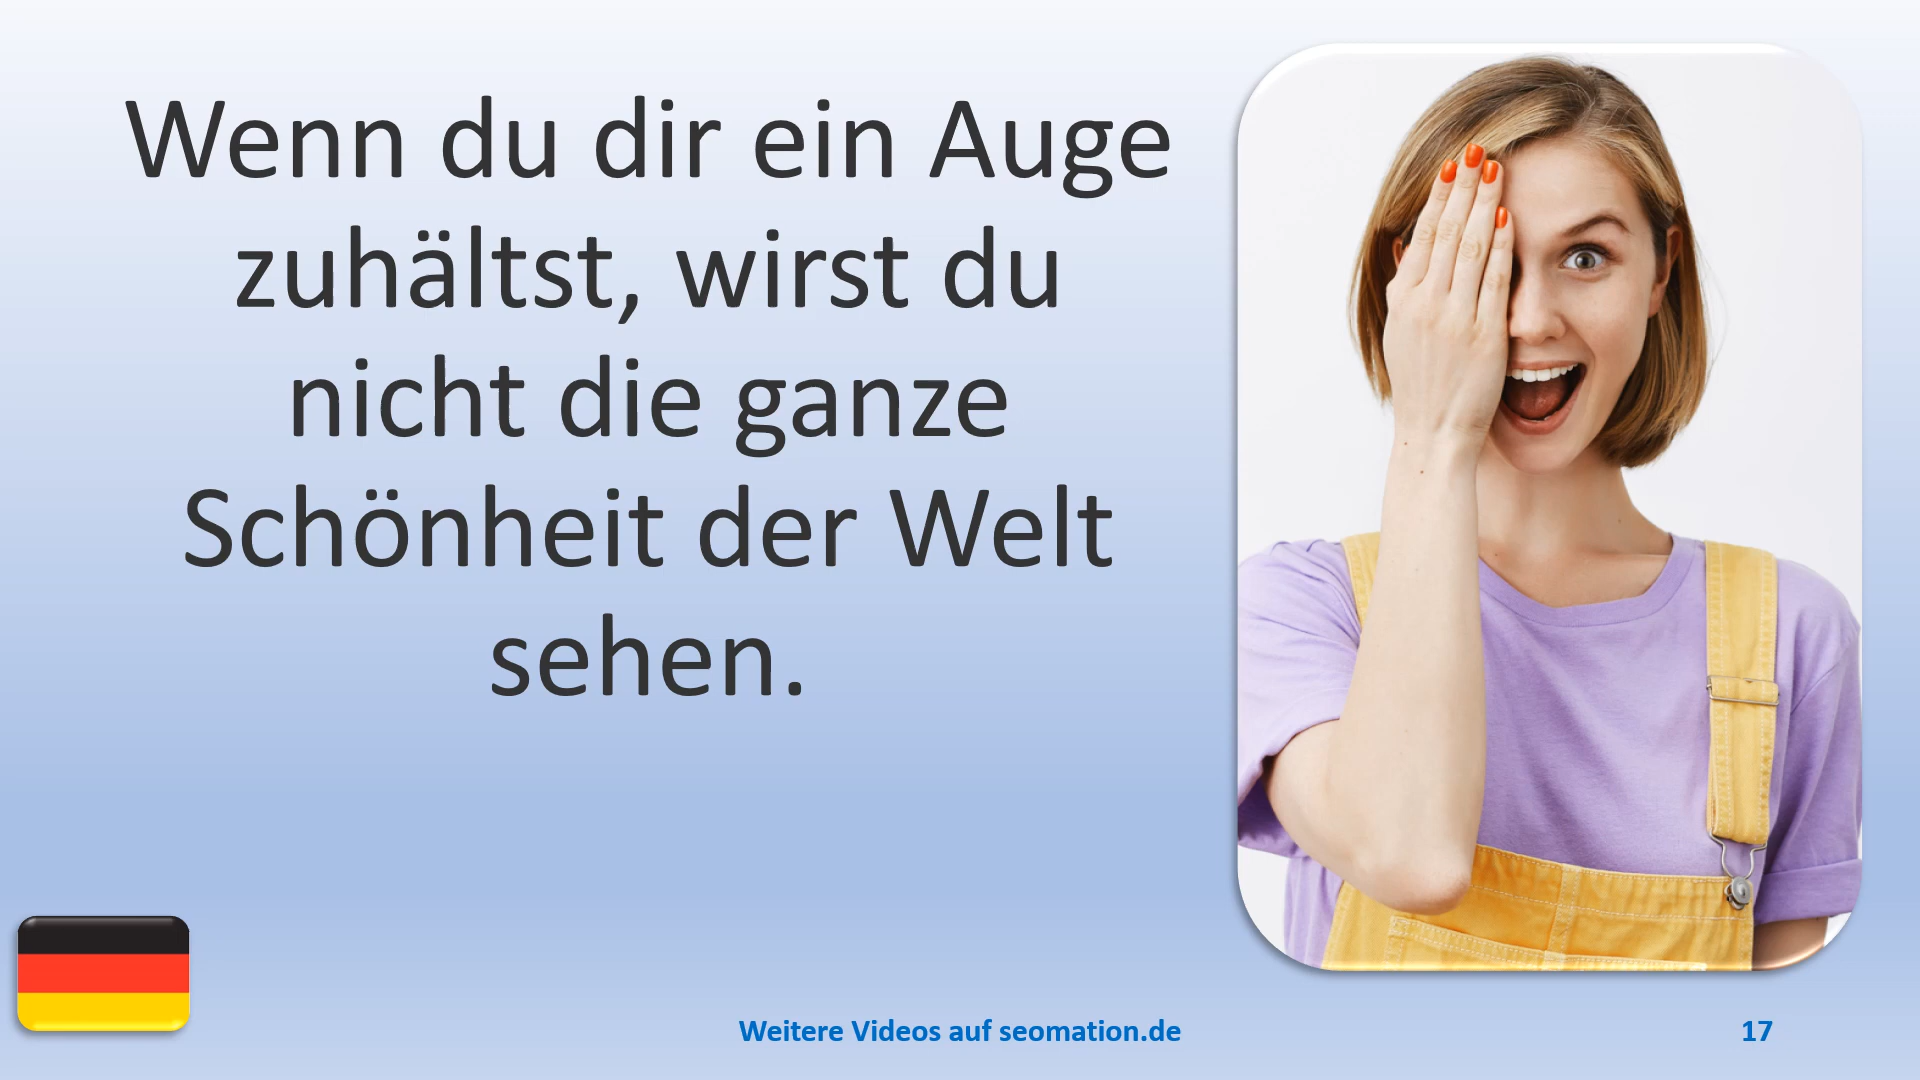 Wenn du dir ein Auge
zuhältst, wirst du
nicht die ganze
Schönheit der Welt
sehen.
Weitere Videos auf seomation.de
17